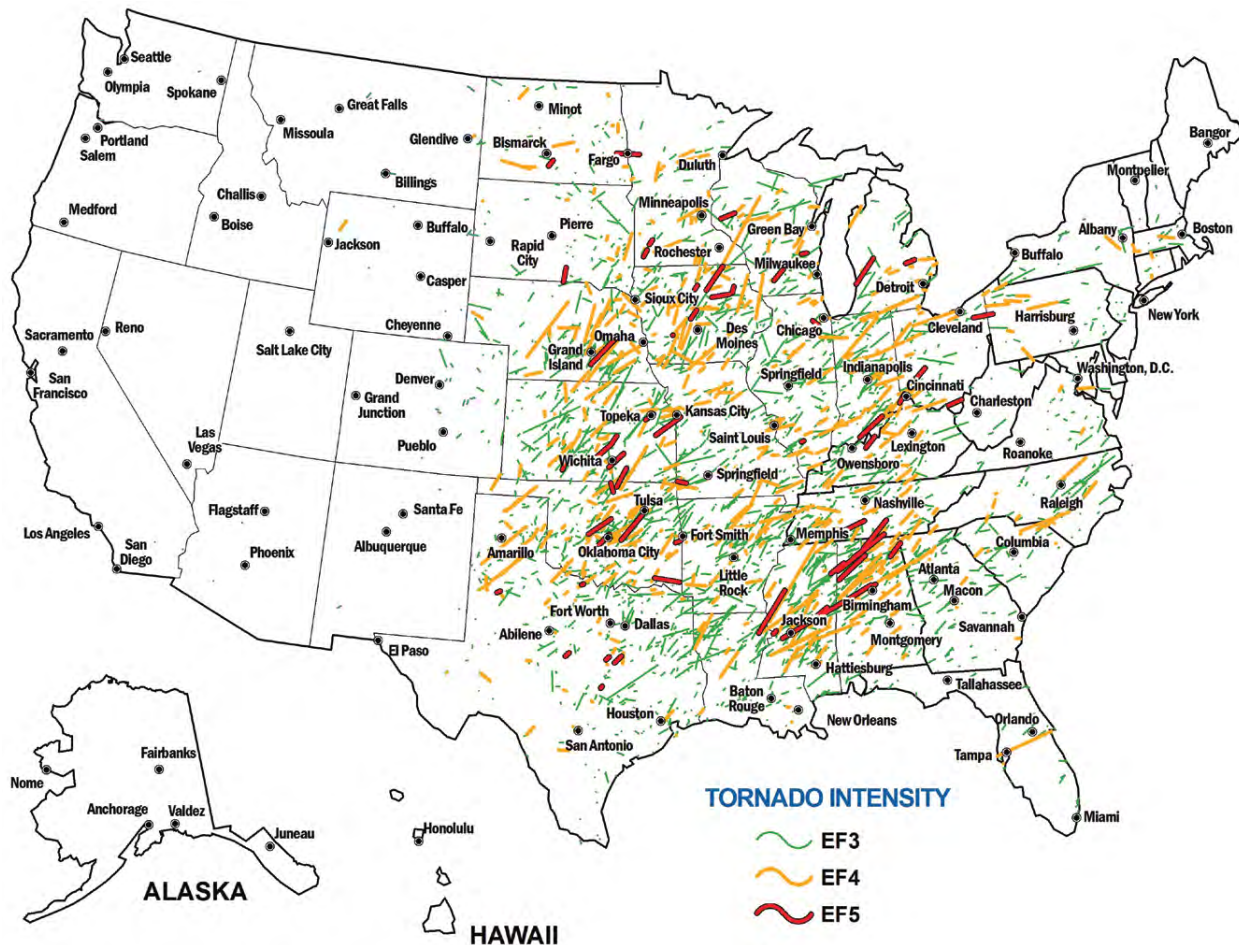 Seattle
Olympia
Spokane
Portland
Salem
Medford
Great Falls
Missoula
Glendive
Billings
Challis
Boise
Jackson
Buffalo
Casper
Cheyenne
Minot
Bismarck
Fargo
Duluth
Pierre
Rapid
City
Minneapolis
Rochester
Green Bay
Milwaukee
Sioux City
Des
Moines
Omaha
Grand
Island
Chicago
Detroit
Cleveland
Buffalo
Albany
Montpelier
Bangor
Boston
New York
Harrisburg
Washington, D.C.
Sacramento
San
Francisco
Reno
Salt Lake City
Las
Vegas
Los Angeles
San
Diego
Denver
Grand
Junction
Pueblo
Flagstaff
Phoenix
Santa Fe
Albuquerque
Topeka
Kansas City
Wichita
Springfield
Saint Louis
Springfield
Indianapolis
Cincinnati
Charleston
Lexington
Owensboro
Roanoke
Raleigh
Nashville
Memphis
Tulsa
Oklahoma City
Fort Smith
Little
Rock
Amarillo
Fort Worth
Dallas
Abilene
El Paso
Columbia
Atlanta
Macon
Savannah
Birmingham
Montgomery
Jackson
Hattiesburg
Tallahassee
Baton
Rouge
New Orleans
Houston
San Antonio
Orlando
Tampa
Miami
Nome
Fairbanks
Anchorage
Valdez
Juneau
ALASKA
Honolulu
HAWAII
TORNADO INTENSITY
EF3
EF4
EF5